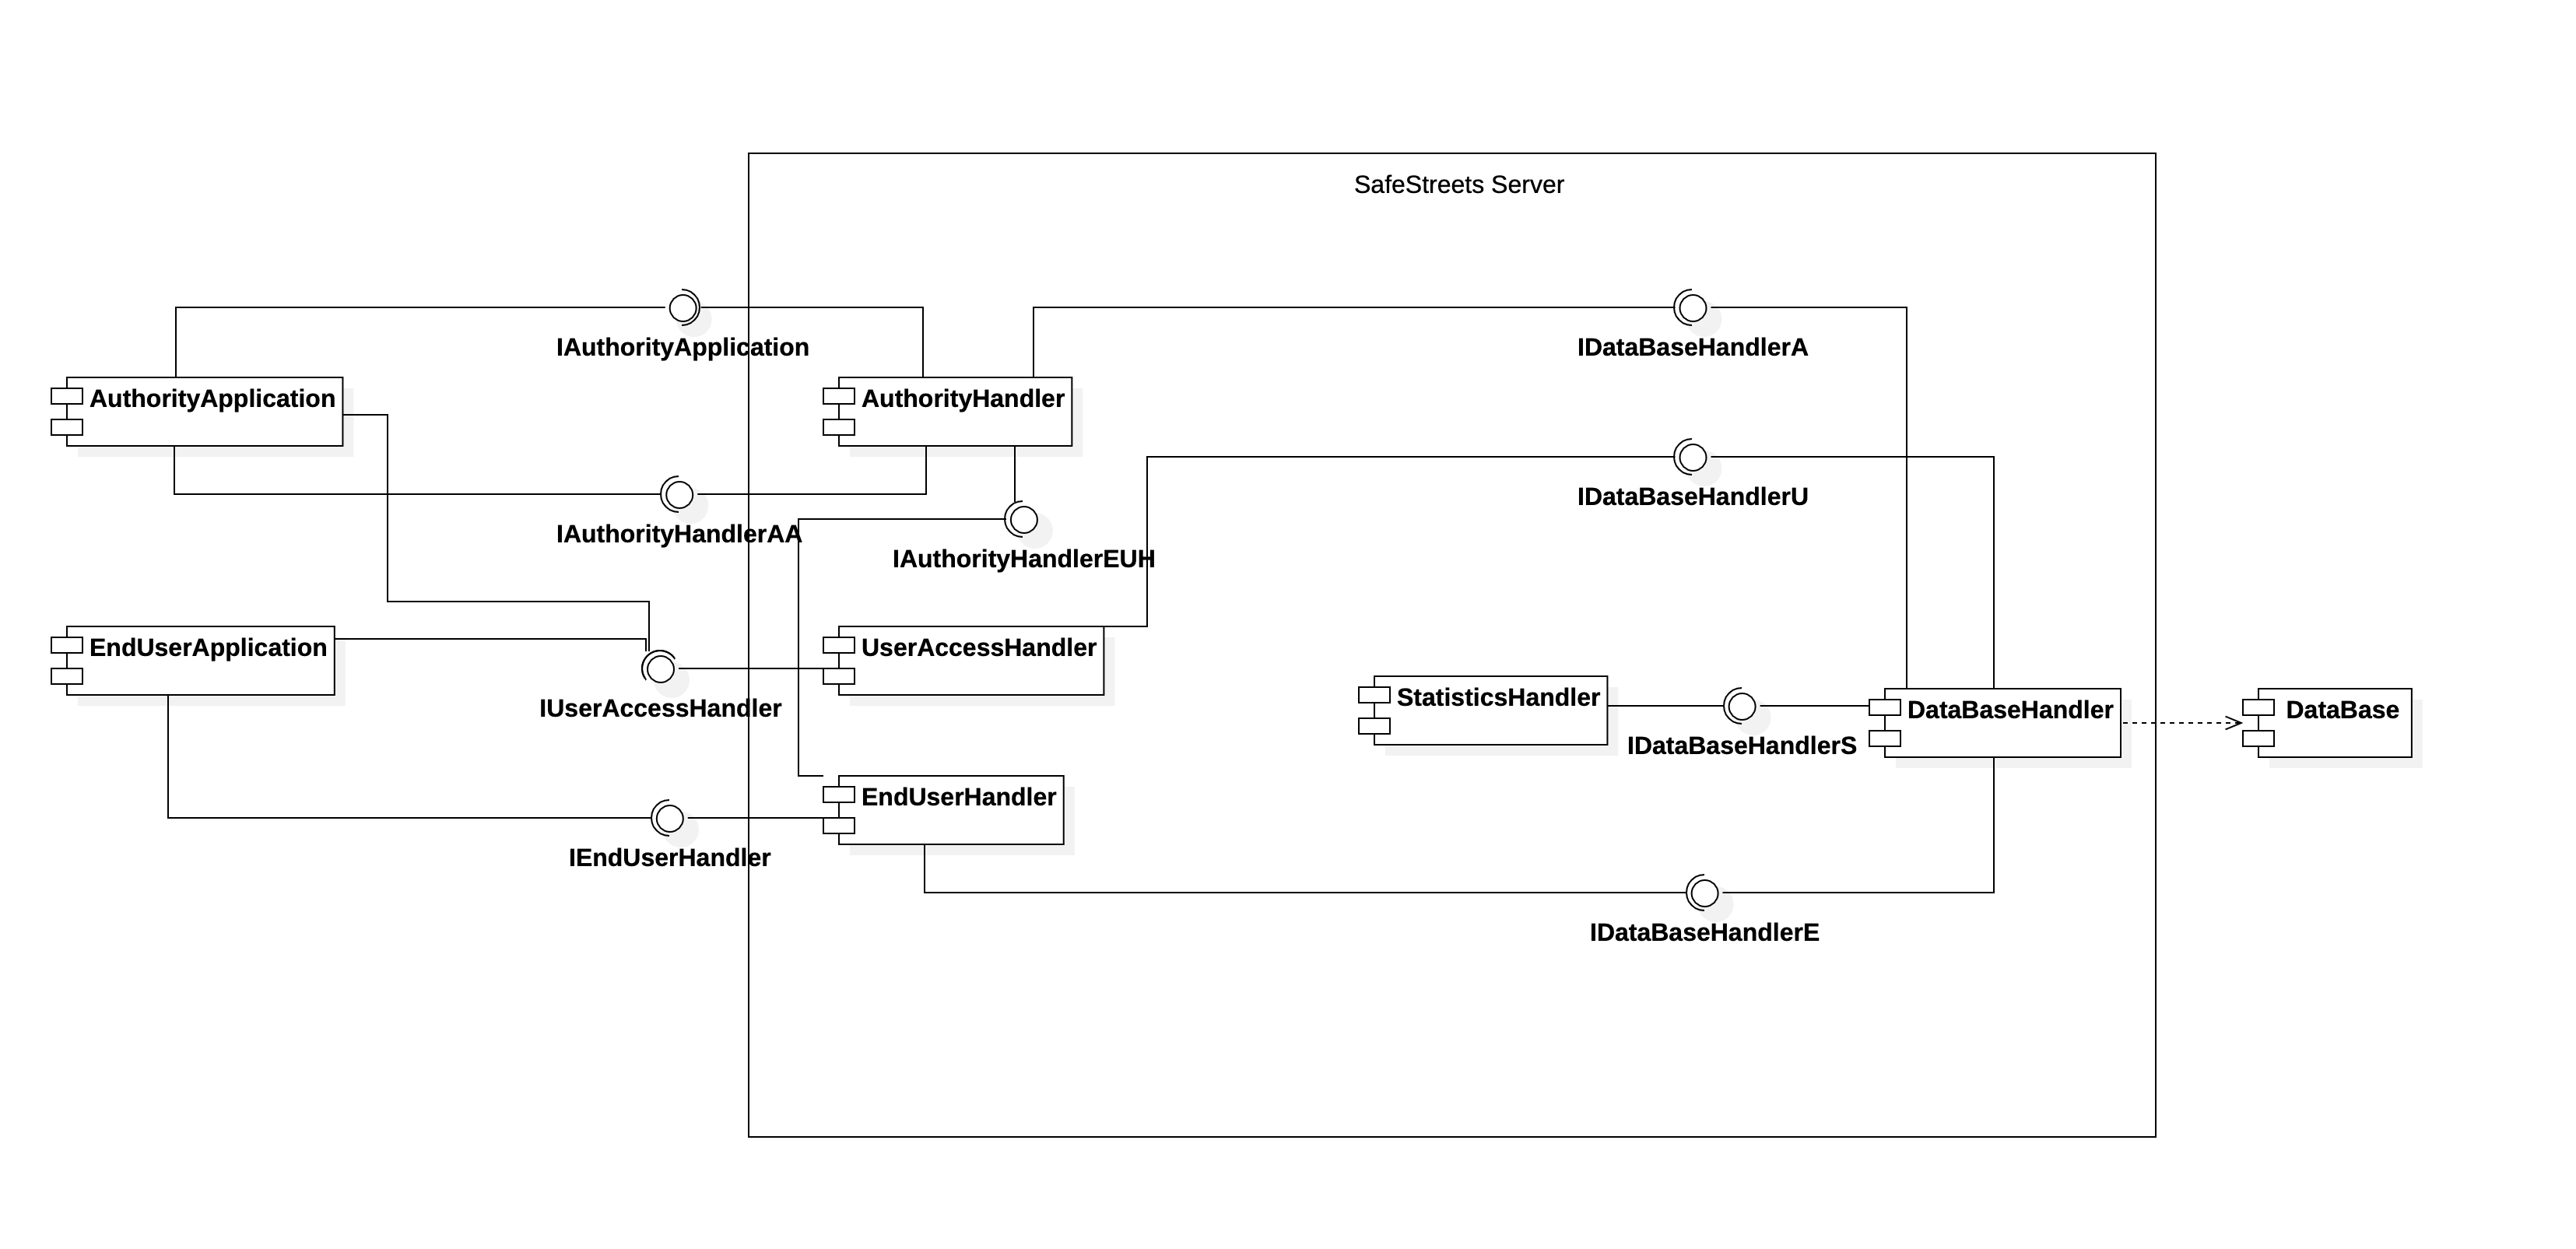 SafeStreets Server
IAuthorityApplication
IDataBaseHandlerA
AuthorityApplication
AuthorityHandler
IDataBaseHandlerU
IAuthorityHandlerAA
IAuthorityHandlerEUH
EndUserApplication
UserAccessHandler
StatisticsHandler
IUserAccessHandler
DataBaseHandler
DataBase
IDataBaseHandlerS
EndUserHandler
IEndUserHandler
IDataBaseHandlerE